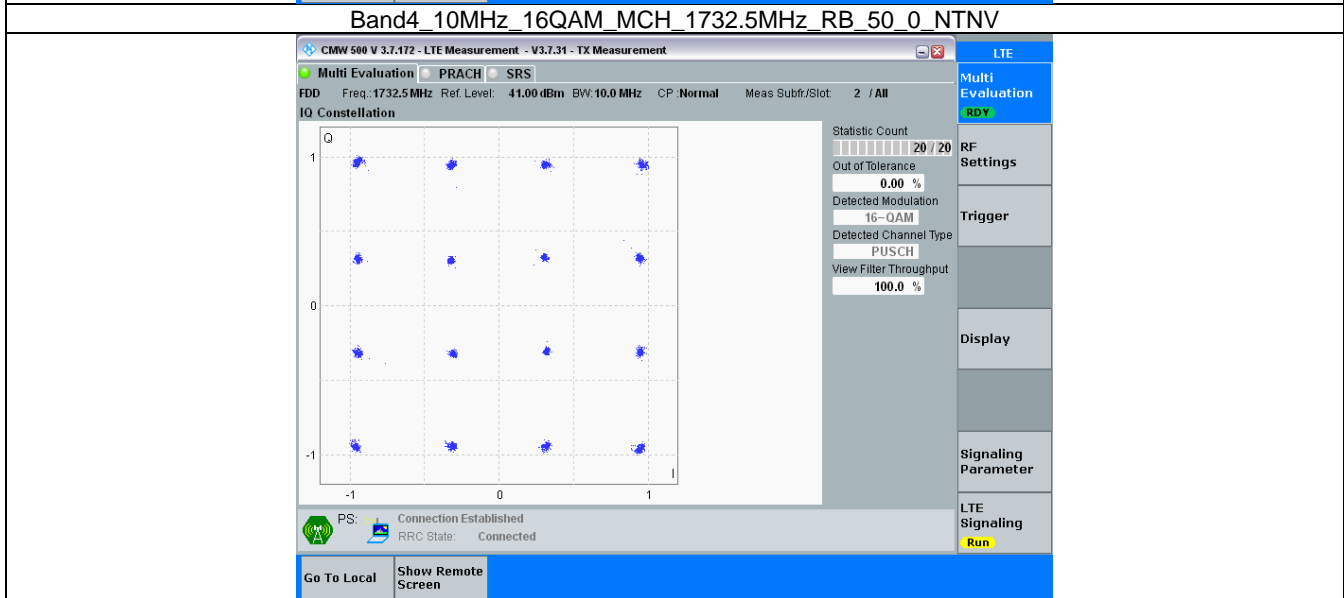 Band4_10MHz_16QAM_MCH_1732.5MHz_RB_50_0_NTNV
CMW 500 V 3.7.172 - LTE Measurement - V3.7.31 - TX Measurement
LTE
Multi Evaluation PRACH SRS
Multi
Evaluation
RDY
FDD Freq.: 1732.5 MHz Ref. Level: 41.00 dBm BW: 10.0 MHz CP : Normal Meas Subfr./Slot: 2 / All
IQ Constellation
Q
1
0
-1
-1 0 1
I
Statistic Count
20 / 20
Out of Tolerance
0.00 %
Detected Modulation
16-QAM
Detected Channel Type
PUSCH
View Filter Throughput
100.0 %
RF
Settings
Trigger
Display
Signaling
Parameter
LTE
Signaling
Run
PS: Connection Established
RRC State: Connected
Go To Local
Show Remote
Screen